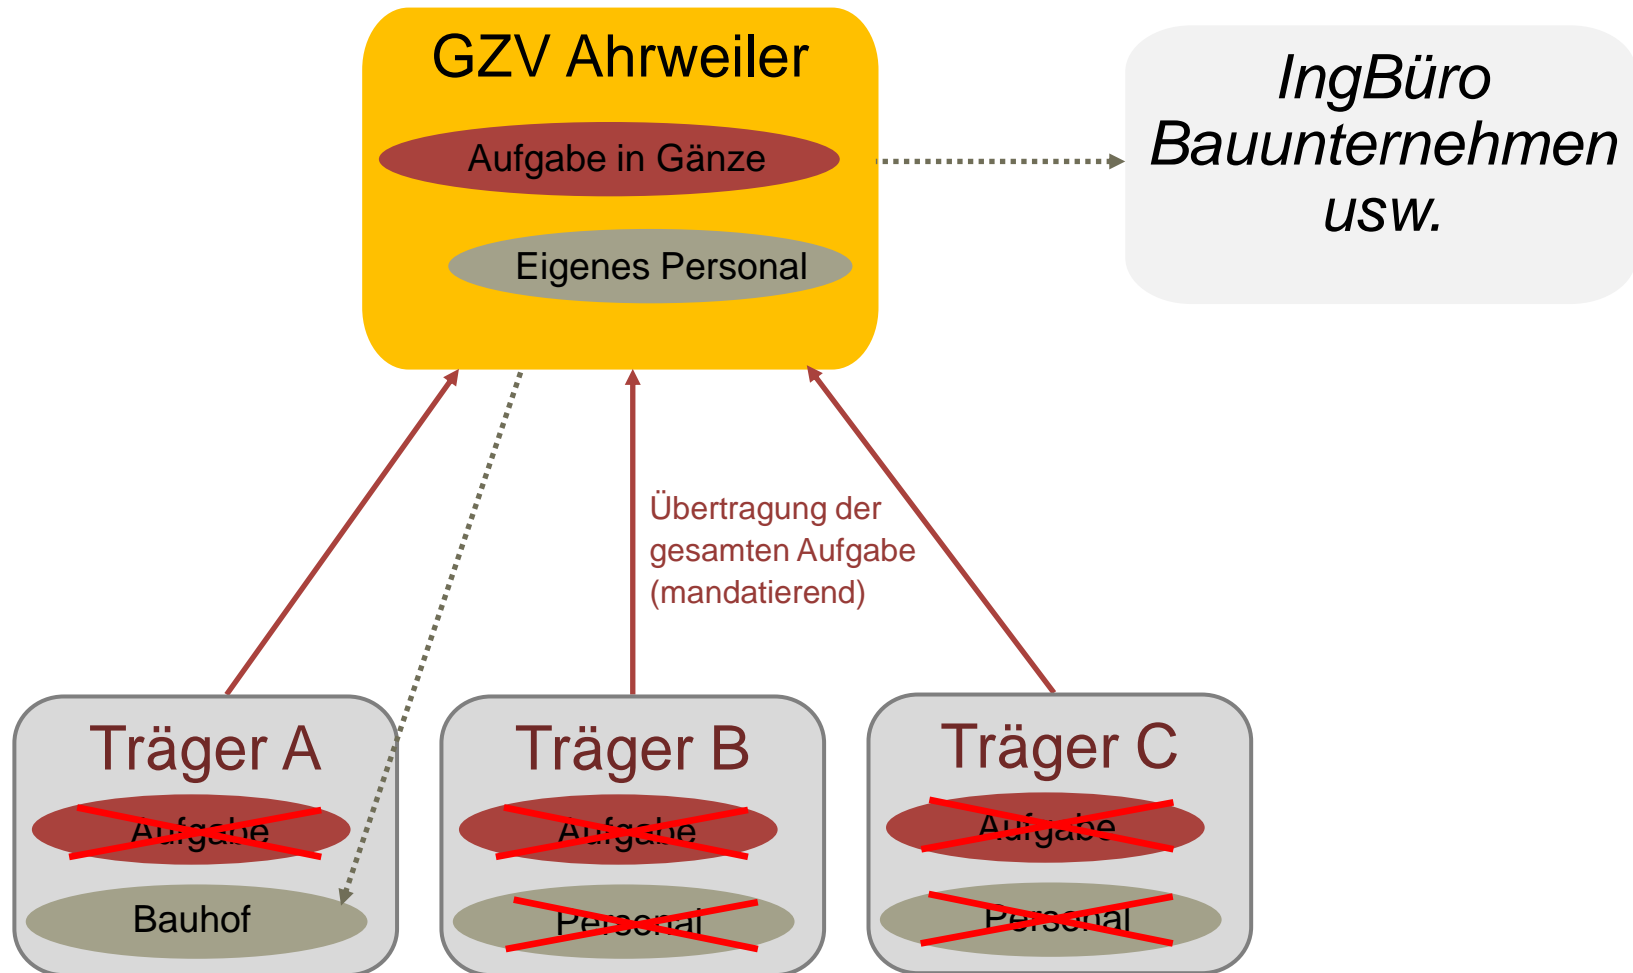 GZV Ahrweiler
Aufgabe in Gänze
Eigenes Personal
IngBüro
Bauunternehmen
usw.
Übertragung der
gesamten Aufgabe
(mandatierend)
Träger A
Aufgabe
Bauhof
Träger B
Aufgabe
Personal
Träger C
Aufgabe
Personal